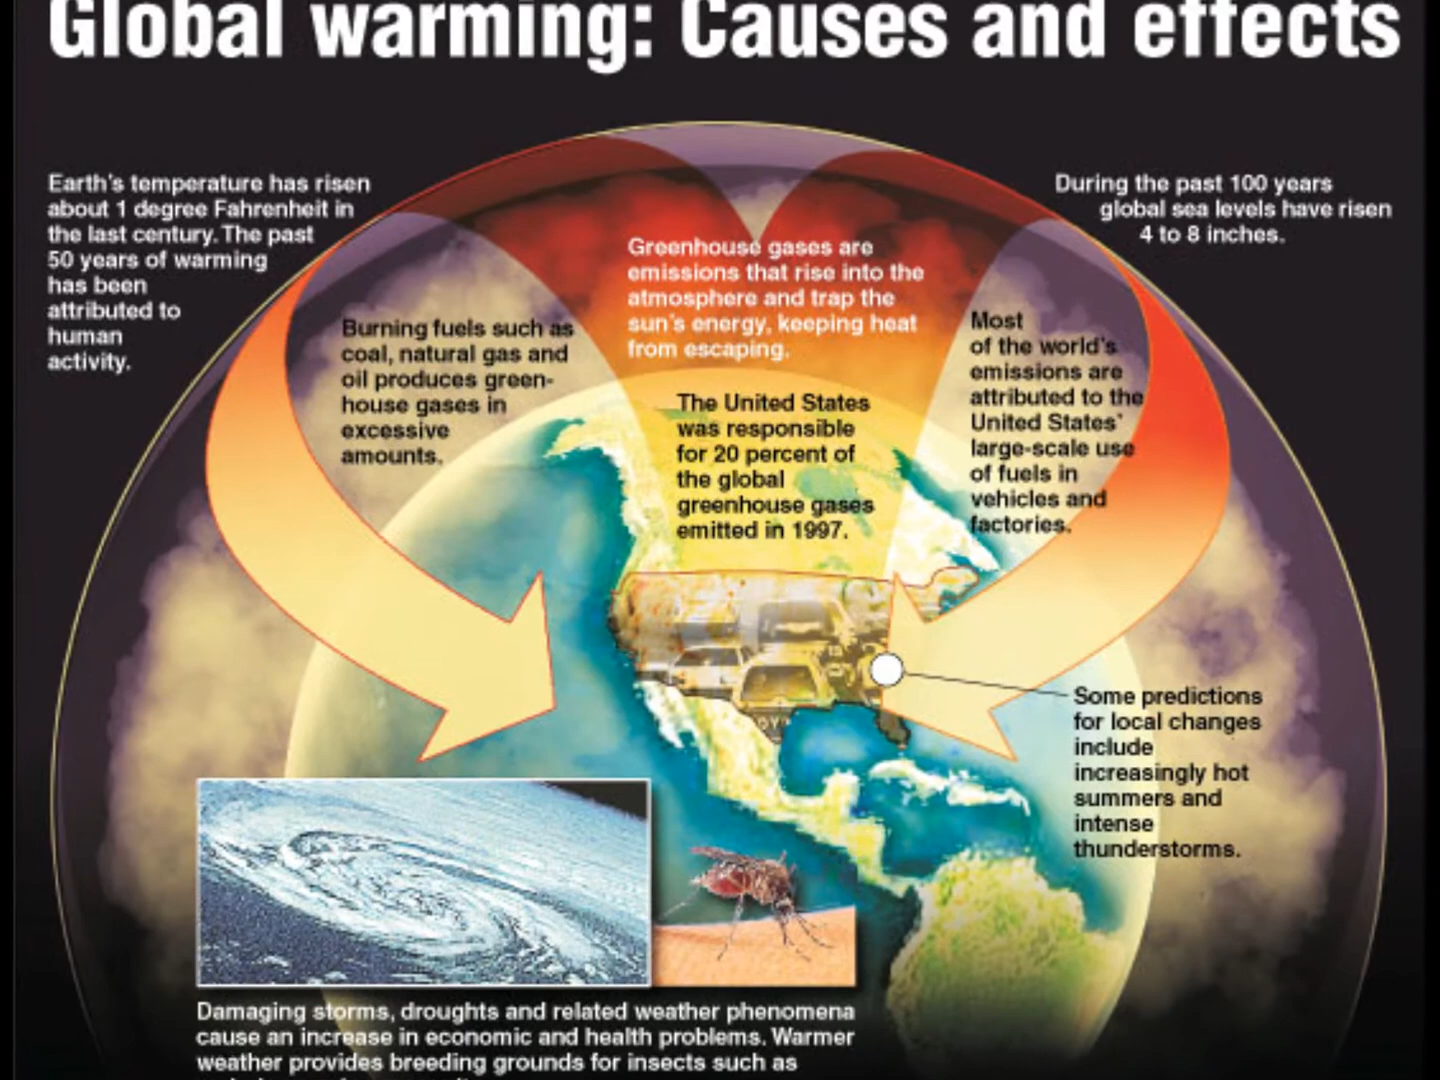 Global warming: Causes and effects
Earth's temperature has risen
about 1 degree Fahrenheit in
the last century. The past
50 years of warming
has been
attributed to
human
activity.
Burning fuels such as
coal, natural gas and
oil produces green-
house gases in
excessive
amounts.
Greenhouse gases are
emissions that rise into the
atmosphere and trap the
sun's energy, keeping heat
from escaping.
The United States
was responsible
for 20 percent of
the global
greenhouse gases
emitted in 1997.
Most
of the world's
emissions are
attributed to the
United States'
large-scale use
of fuels in
vehicles and
factories.
During the past 100 years
global sea levels have risen
4 to 8 inches.
Some predictions
for local changes
include
increasingly hot
summers and
intense
thunderstorms.
Damaging storms, droughts and related weather phenomena
cause an increase in economic and health problems. Warmer
weather provides breeding grounds for insects such as